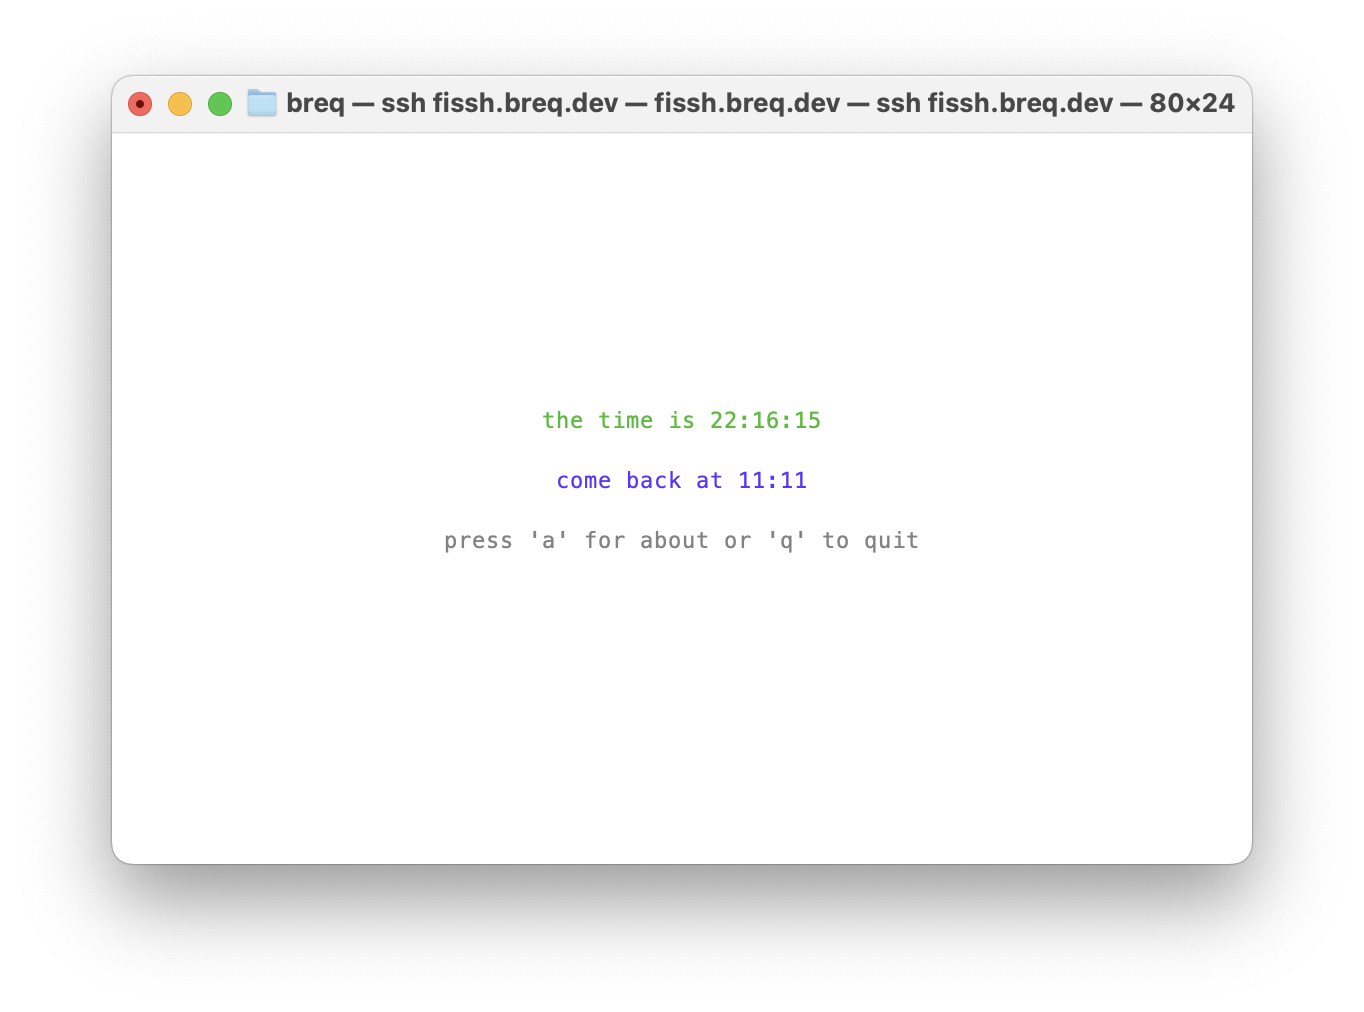 breq — ssh fissh.breq.dev — fissh.breq.dev — ssh fissh.breq.dev — 80×24
the time is 22:16:15
come back at 11:11
press 'a' for about or 'q' to quit